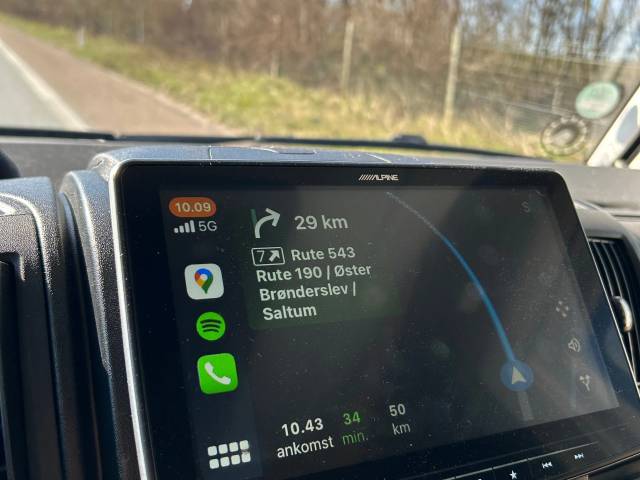 ALPINE
10.09
5G
29 km
7 Rute 543
Rute 190 / Øster
Brønderslev /
Saltum
S
10.43 34 50
ankomst min. km